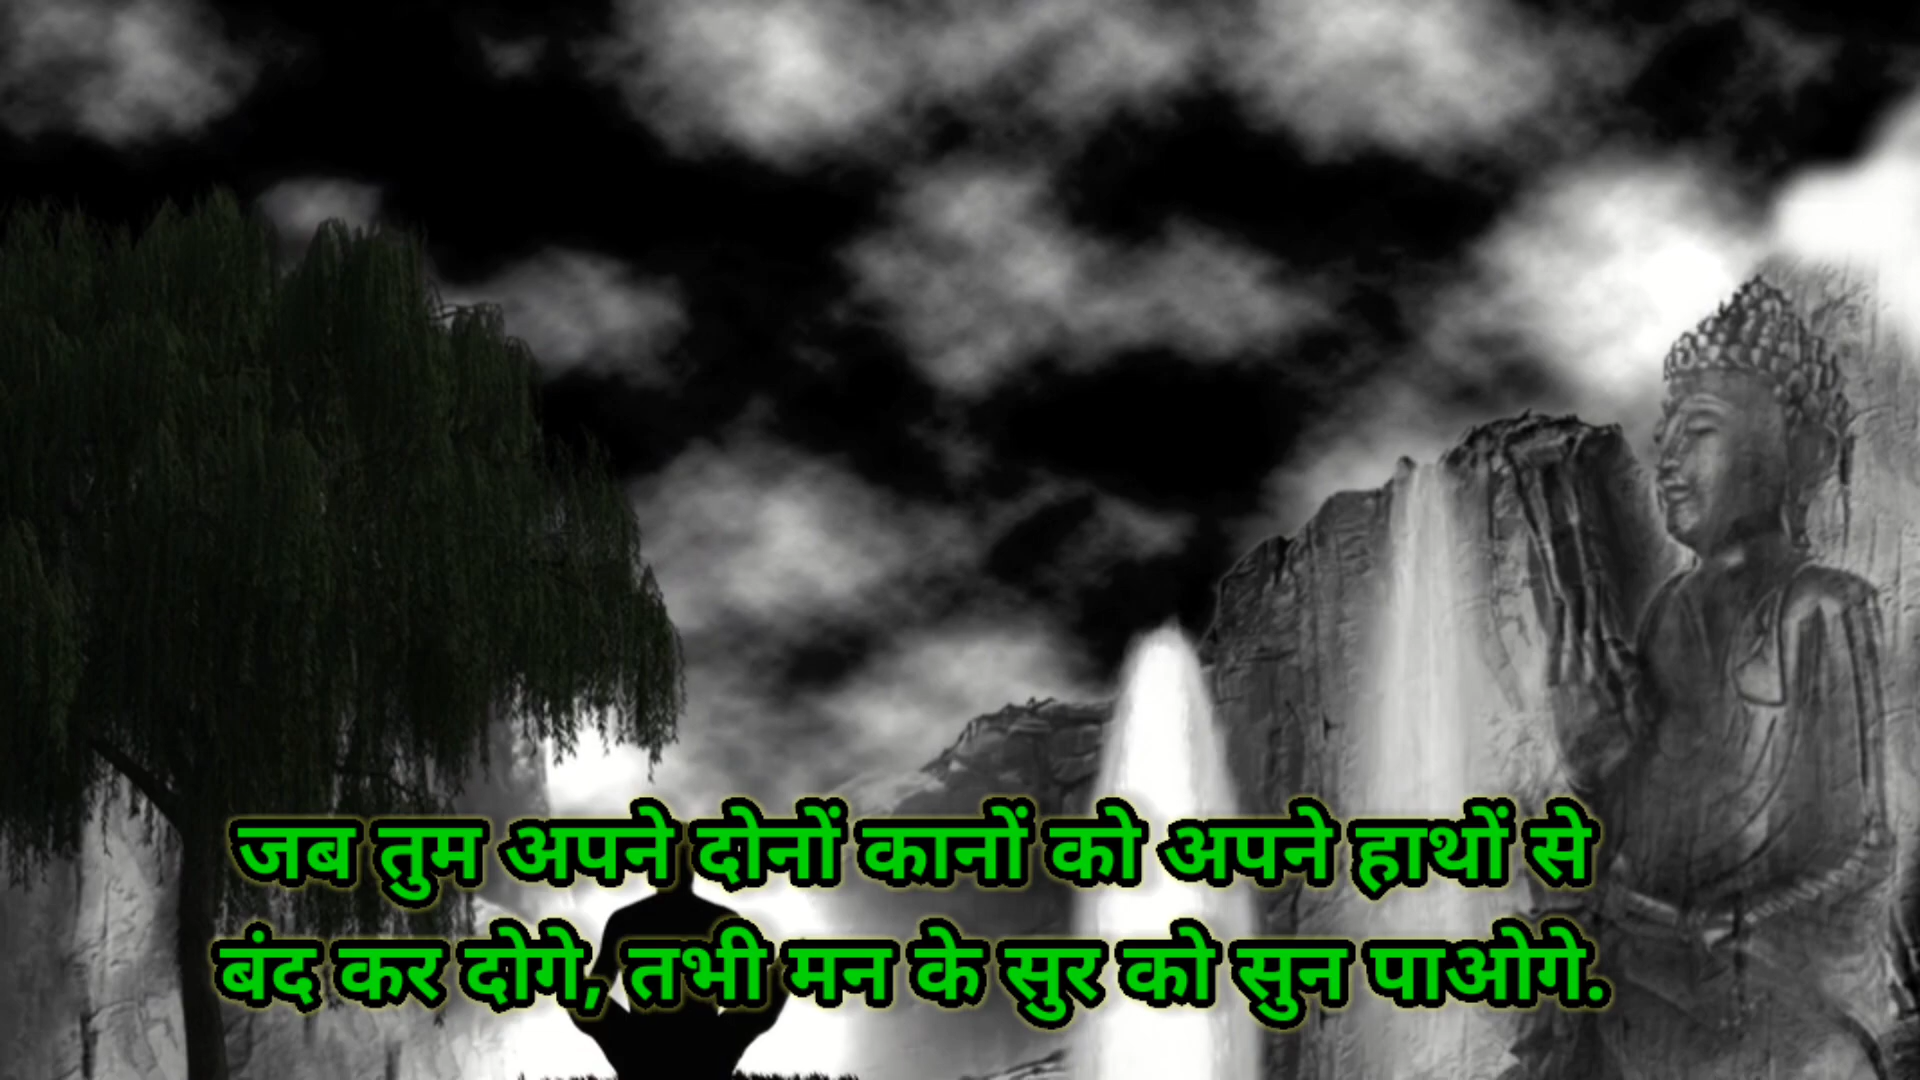 जब तुम अपने दोनों कानों को अपने हाथों से
बंद कर दोगे, तभी मन के सुर को सुन पाओगे.